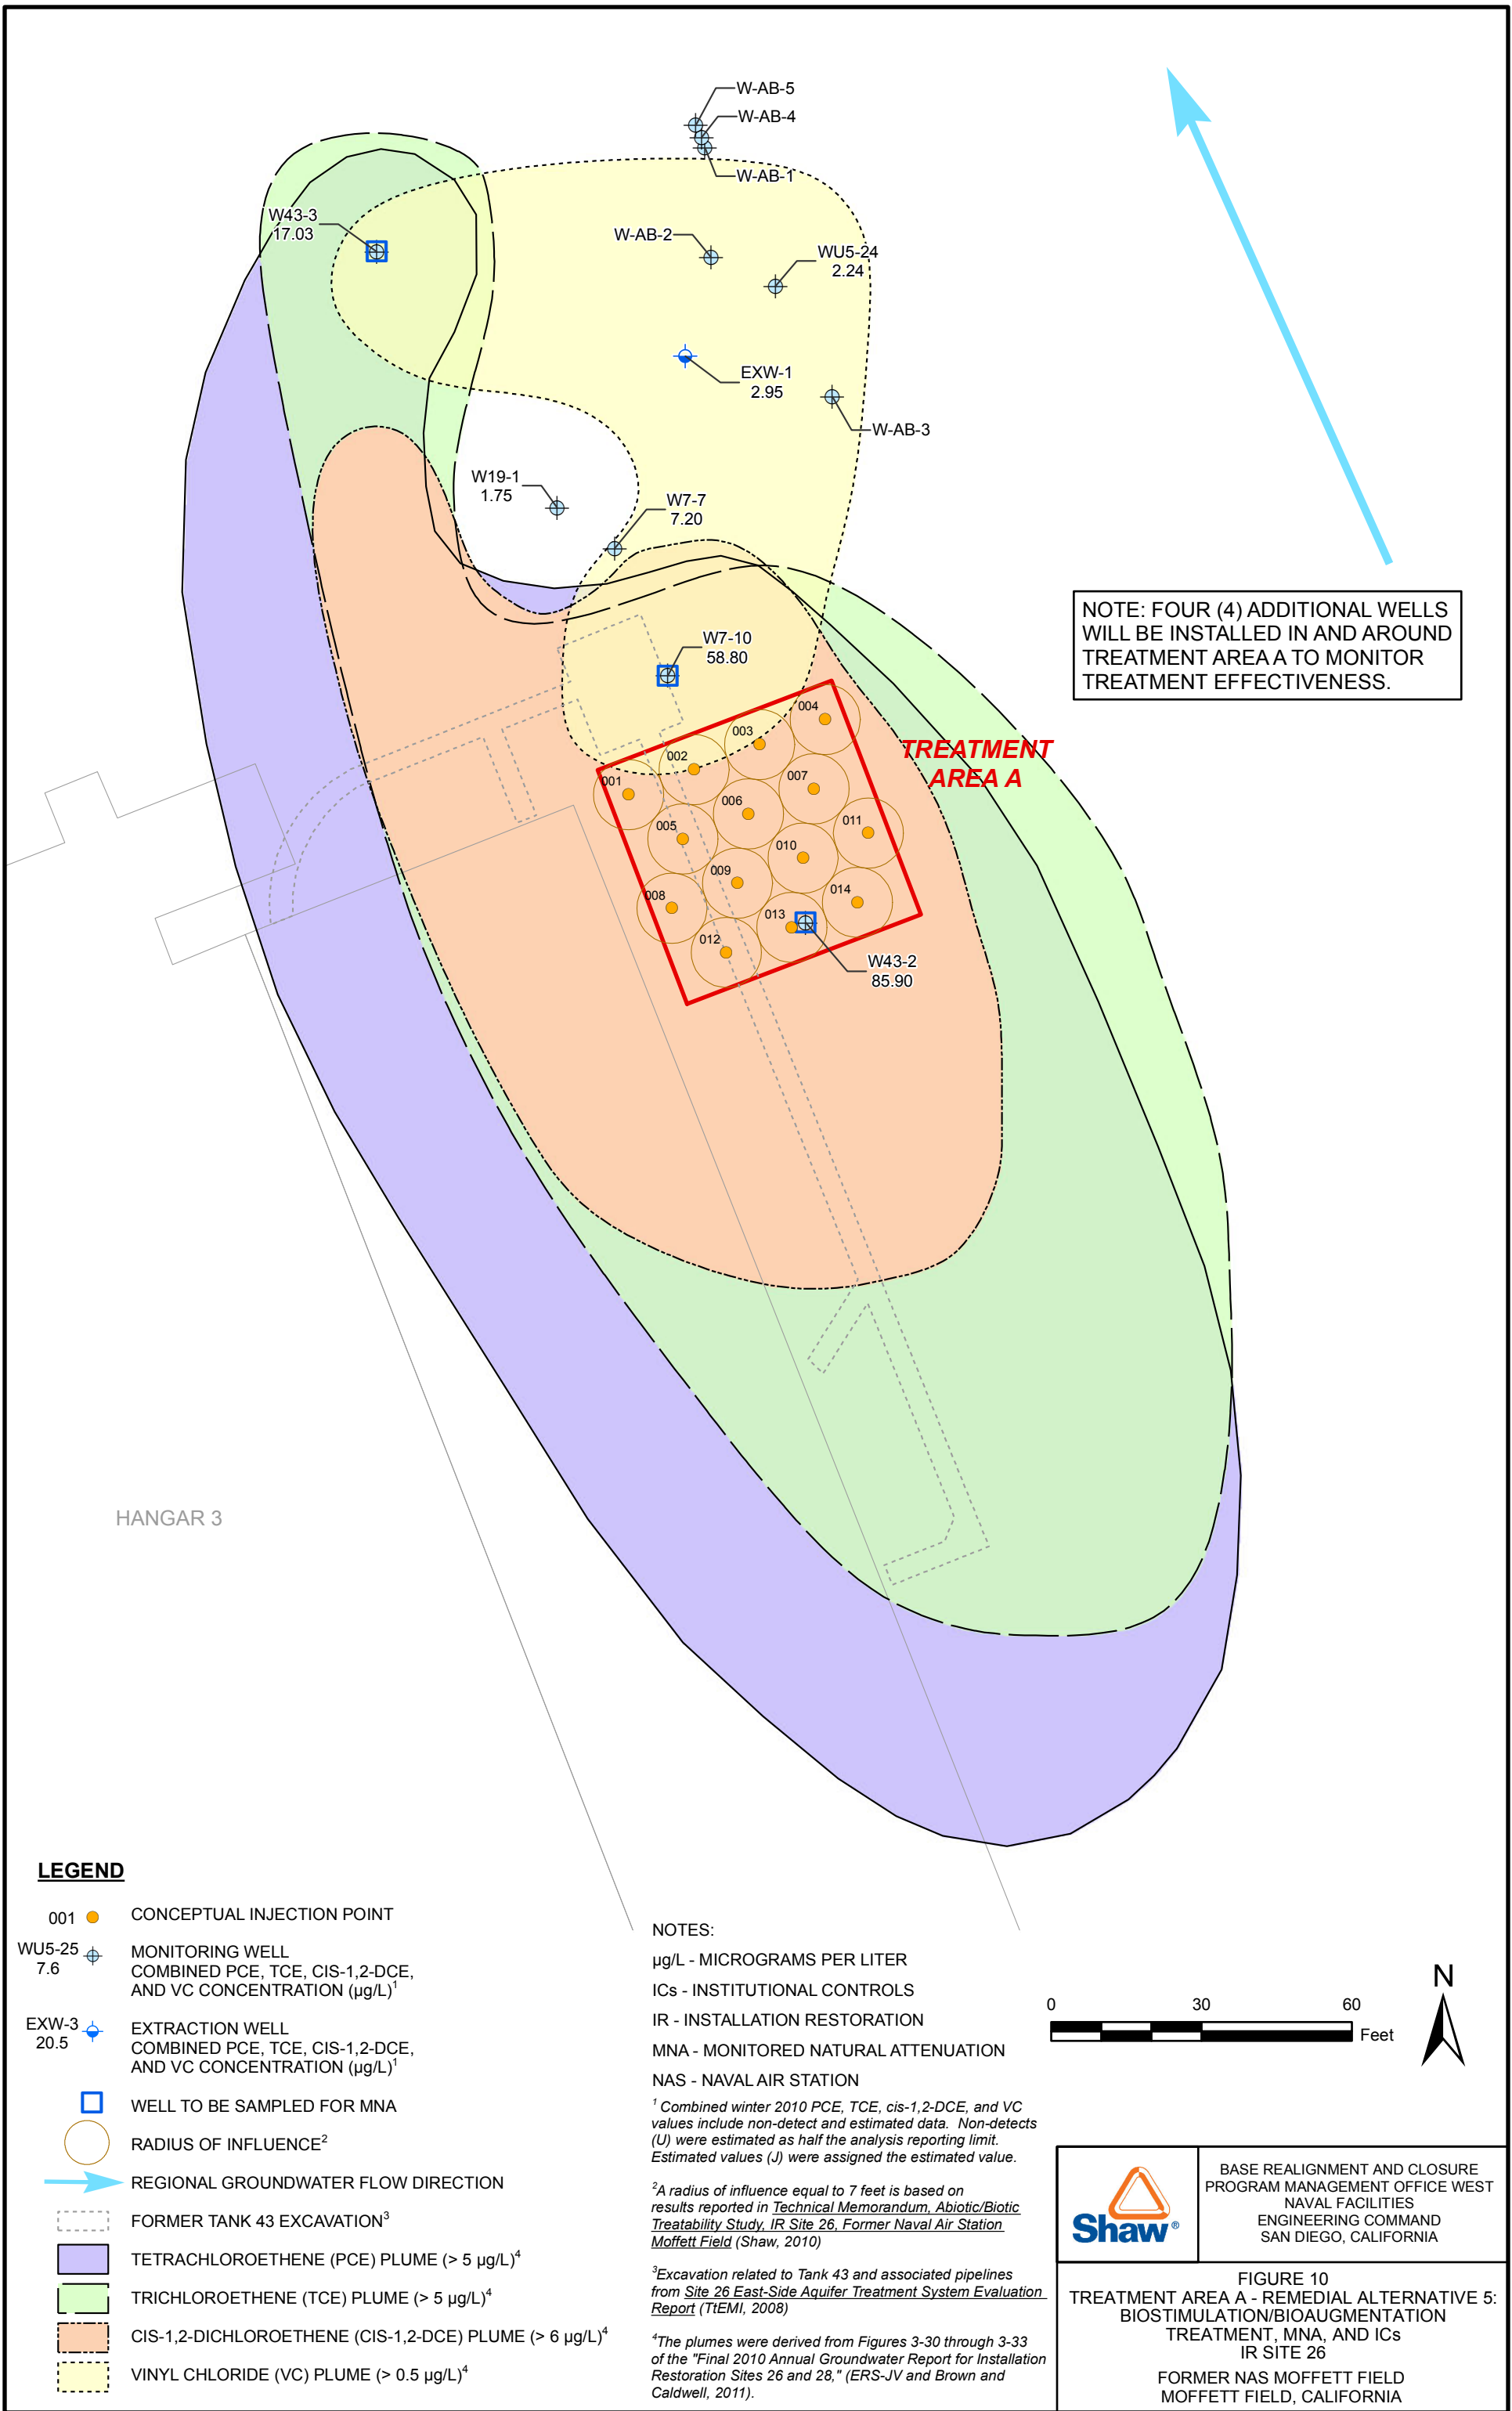 W-AB-5
W-AB-4
W-AB-1
W43-3
17.03
W-AB-2
WU5-24
2.24
EXW-1
2.95
W-AB-3
W19-1
1.75
W7-7
7.20
NOTE: FOUR (4) ADDITIONAL WELLS
WILL BE INSTALLED IN AND AROUND
TREATMENT AREA A TO MONITOR
TREATMENT EFFECTIVENESS.
W7-10
58.80
TREATMENT
AREA A
004
003
002
001
007
006
005
011
010
009
008
014
013
012
W43-2
85.90
HANGAR 3
LEGEND
001
CONCEPTUAL INJECTION POINT
WU5-25
7.6
MONITORING WELL
COMBINED PCE, TCE, CIS-1,2-DCE,
AND VC CONCENTRATION (µg/L)1
EXW-3
20.5
EXTRACTION WELL
COMBINED PCE, TCE, CIS-1,2-DCE,
AND VC CONCENTRATION (µg/L)1
WELL TO BE SAMPLED FOR MNA
RADIUS OF INFLUENCE2
REGIONAL GROUNDWATER FLOW DIRECTION
FORMER TANK 43 EXCAVATION3
TETRACHLOROETHENE (PCE) PLUME (> 5 µg/L)4
TRICHLOROETHENE (TCE) PLUME (> 5 µg/L)4
CIS-1,2-DICHLOROETHENE (CIS-1,2-DCE) PLUME (> 6 µg/L)4
VINYL CHLORIDE (VC) PLUME (> 0.5 µg/L)4
NOTES:
µg/L - MICROGRAMS PER LITER
ICs - INSTITUTIONAL CONTROLS
IR - INSTALLATION RESTORATION
MNA - MONITORED NATURAL ATTENUATION
NAS - NAVAL AIR STATION
1 Combined winter 2010 PCE, TCE, cis-1,2-DCE, and VC
values include non-detect and estimated data. Non-detects
(U) were estimated as half the analysis reporting limit.
Estimated values (J) were assigned the estimated value.
2A radius of influence equal to 7 feet is based on
results reported in Technical Memorandum, Abiotic/Biotic
Treatability Study, IR Site 26, Former Naval Air Station
Moffett Field (Shaw, 2010)
3Excavation related to Tank 43 and associated pipelines
from Site 26 East-Side Aquifer Treatment System Evaluation
Report (TtEMI, 2008)
4The plumes were derived from Figures 3-30 through 3-33
of the "Final 2010 Annual Groundwater Report for Installation
Restoration Sites 26 and 28," (ERS-JV and Brown and
Caldwell, 2011).
0 30 60
Feet
N
Shaw®
BASE REALIGNMENT AND CLOSURE
PROGRAM MANAGEMENT OFFICE WEST
NAVAL FACILITIES
ENGINEERING COMMAND
SAN DIEGO, CALIFORNIA
FIGURE 10
TREATMENT AREA A - REMEDIAL ALTERNATIVE 5:
BIOSTIMULATION/BIOAUGMENTATION
TREATMENT, MNA, AND ICs
IR SITE 26
FORMER NAS MOFFETT FIELD
MOFFETT FIELD, CALIFORNIA